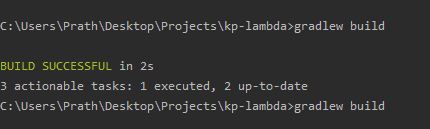 C:\Users\Prath\Desktop\Projects\kp-lambda>gradlew build
BUILD SUCCESSFUL in 2s
3 actionable tasks: 1 executed, 2 up-to-date
C:\Users\Prath\Desktop\Projects\kp-lambda>gradlew build